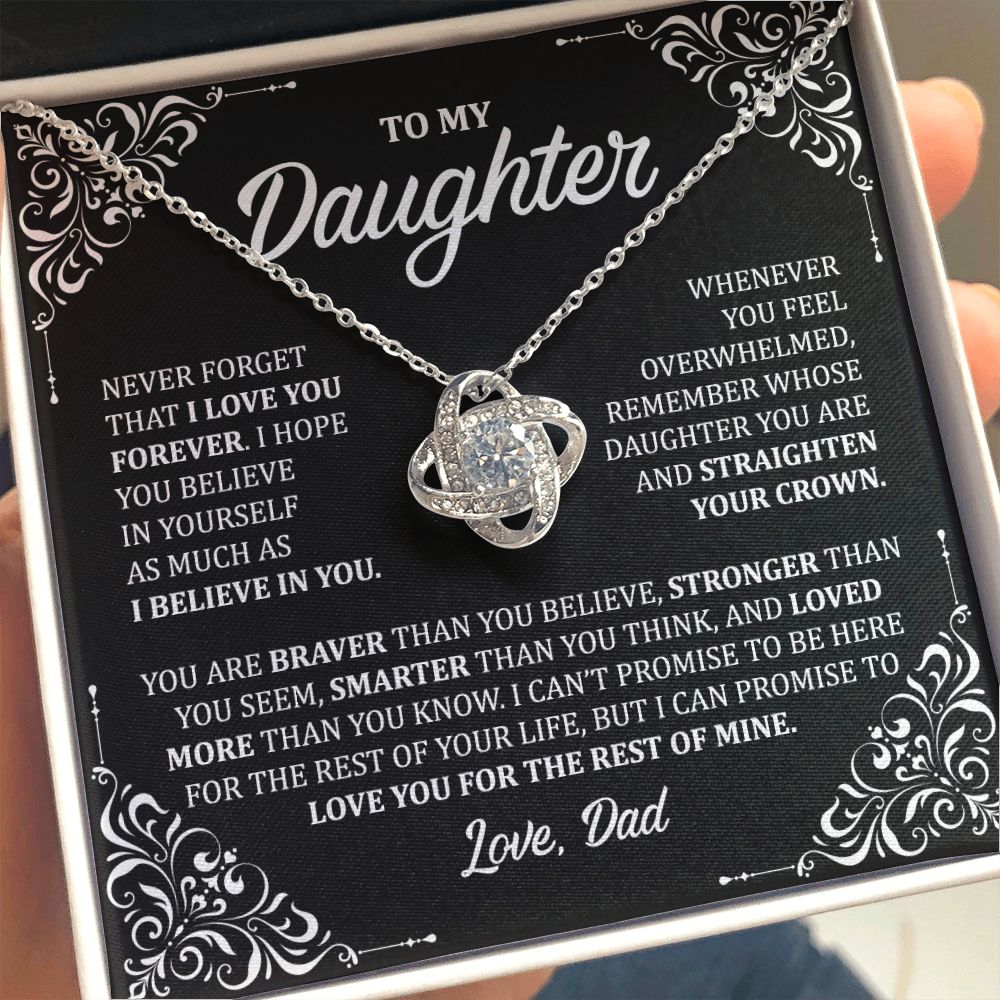 TO MY
Daughter
NEVER FORGET
THAT I LOVE YOU
FOREVER. I HOPE
YOU BELIEVE
IN YOURSELF
AS MUCH AS
I BELIEVE IN YOU.
WHENEVER
YOU FEEL
OVERWHELMED,
REMEMBER WHOSE
DAUGHTER YOU ARE
AND STRAIGHTEN
YOUR CROWN.
YOU ARE BRAVER THAN YOU BELIEVE, STRONGER THAN
YOU SEEM, SMARTER THAN YOU THINK, AND LOVED
MORE THAN YOU KNOW. I CAN'T PROMISE TO BE HERE
FOR THE REST OF YOUR LIFE, BUT I CAN PROMISE TO
LOVE YOU FOR THE REST OF MINE.
Love, Dad